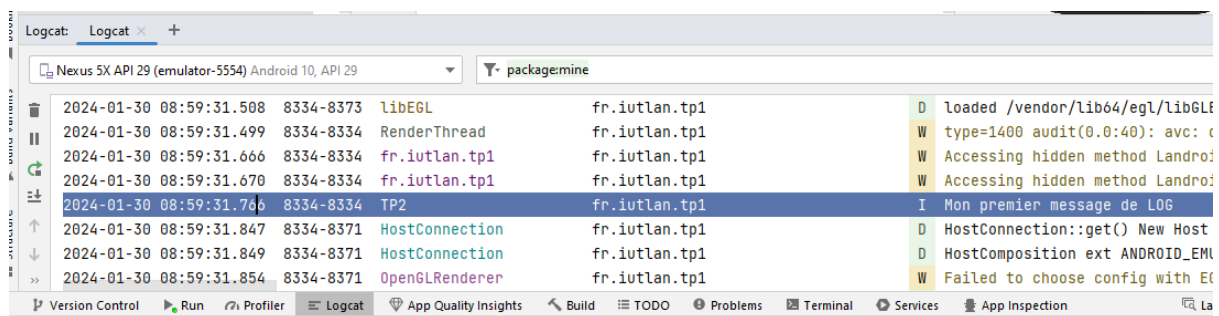 Logcat: Logcat × +
Nexus 5X API 29 (emulator-5554) Android 10, API 29 package:mine
2024-01-30 08:59:31.508 8334-8373 libEGL fr.iutlan.tp1 D loaded /vendor/lib64/egl/libGLE
2024-01-30 08:59:31.499 8334-8334 RenderThread fr.iutlan.tp1 W type=1400 audit(0.0:40): avc:
2024-01-30 08:59:31.666 8334-8334 fr.iutlan.tp1 fr.iutlan.tp1 W Accessing hidden method Landroi
2024-01-30 08:59:31.670 8334-8334 fr.iutlan.tp1 fr.iutlan.tp1 W Accessing hidden method Landroi
2024-01-30 08:59:31.766 8334-8334 TP2 fr.iutlan.tp1 I Mon premier message de LOG
2024-01-30 08:59:31.847 8334-8371 HostConnection fr.iutlan.tp1 D HostConnection::get() New Host
2024-01-30 08:59:31.849 8334-8371 HostConnection fr.iutlan.tp1 D HostComposition ext ANDROID_EMU
2024-01-30 08:59:31.854 8334-8371 OpenGLRenderer fr.iutlan.tp1 W Failed to choose config with EG
Version Control Run Profiler Logcat App Quality Insights Build TODO Problems Terminal Services App Inspection La